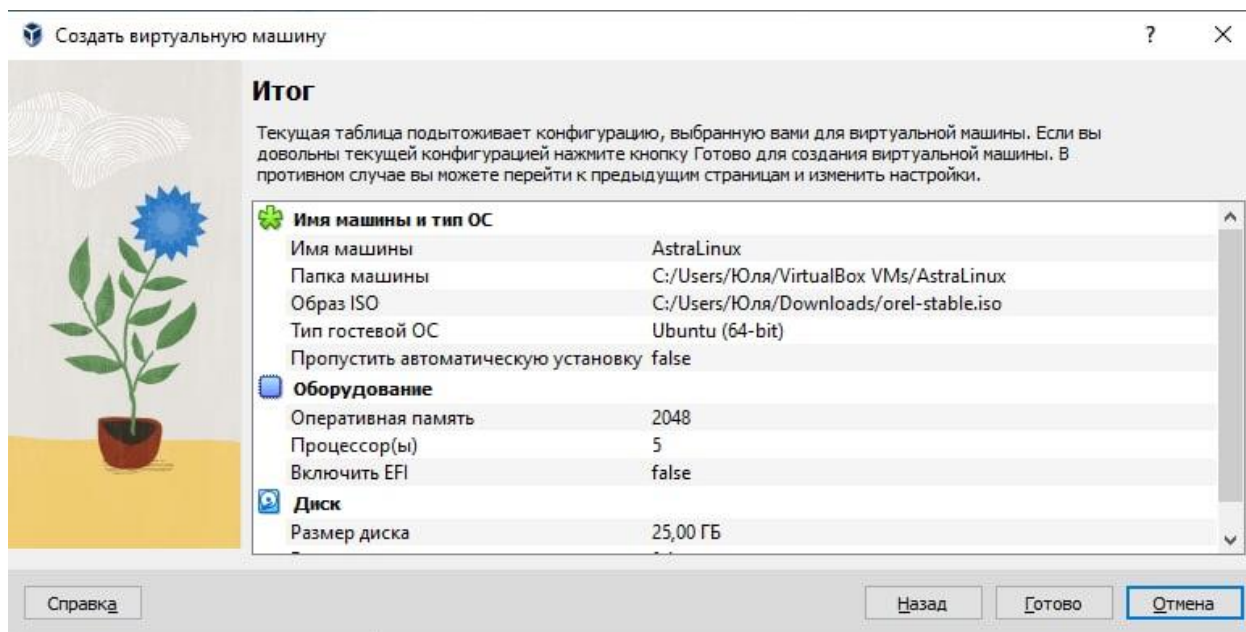 Создать виртуальную машину
?
Итог
Текущая таблица подытоживает конфигурацию, выбранную вами для виртуальной машины. Если вы
довольны текущей конфигурацией нажмите кнопку Готово для создания виртуальной машины. В
противном случае вы можете перейти к предыдущим страницам и изменить настройки.
Имя машины и тип ОС
Имя машины AstraLinux
Папка машины C:/Users/Юля/VirtualBox VMs/AstraLinux
Образ ISO C:/Users/Юля/Downloads/orel-stable.iso
Тип гостевой ОС Ubuntu (64-bit)
Пропустить автоматическую установку false
Оборудование
Оперативная память 2048
Процессор(ы) 5
Включить EFI false
Диск
Размер диска 25,00 ГБ
Справка Назад Готово Отмена